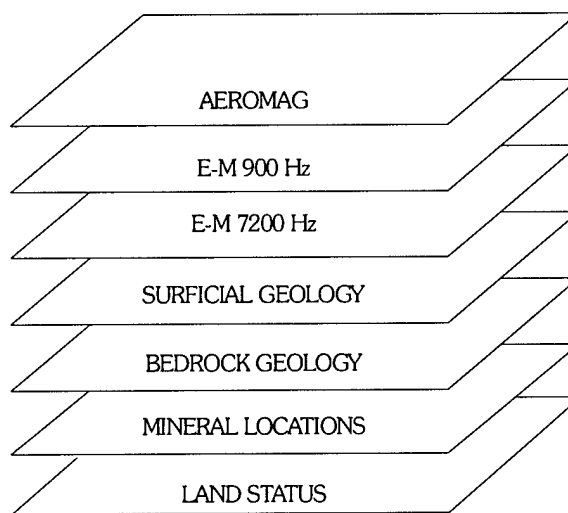 AEROMAG
E-M 900 Hz
E-M 7200 Hz
SURFICIAL GEOLOGY
BEDROCK GEOLOGY
MINERAL LOCATIONS
LAND STATUS